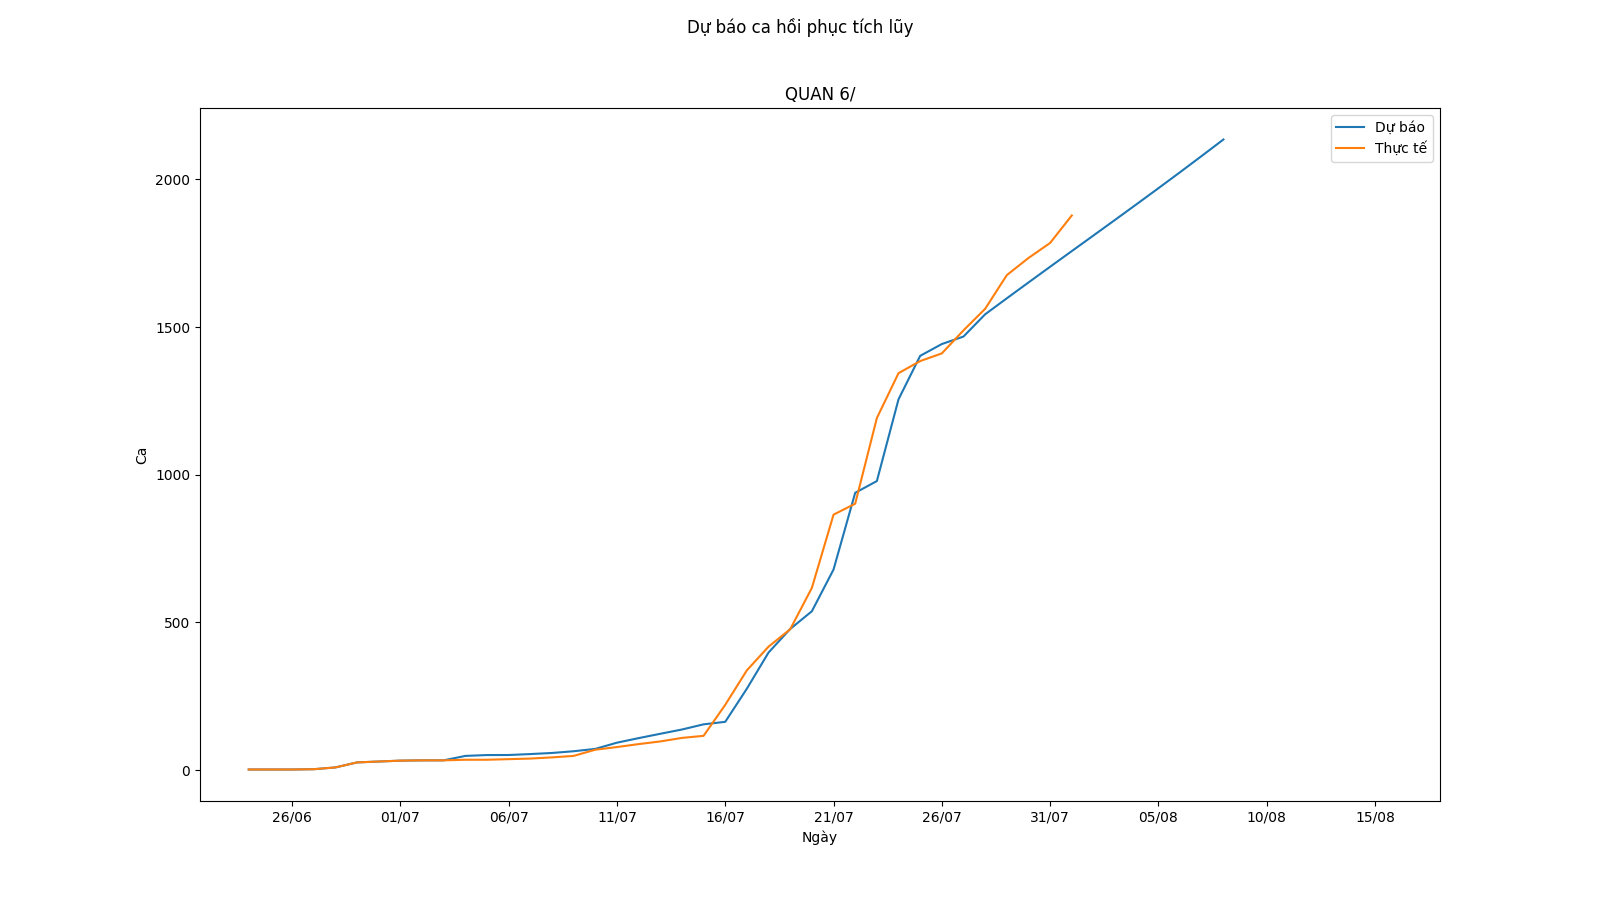 Dự báo ca hồi phục tích lũy
QUAN 6/
Dự báo
Thực tế
2000
1500
1000
500
0
Ca
26/06 01/07 06/07 11/07 16/07 21/07 26/07 31/07 05/08 10/08 15/08
Ngày